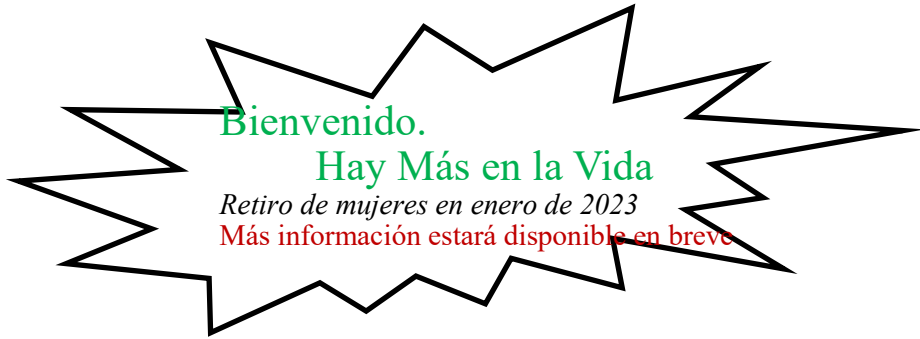 Bienvenido.
Hay Más en la Vida
Retiro de mujeres en enero de 2023
Más información estará disponible en breve